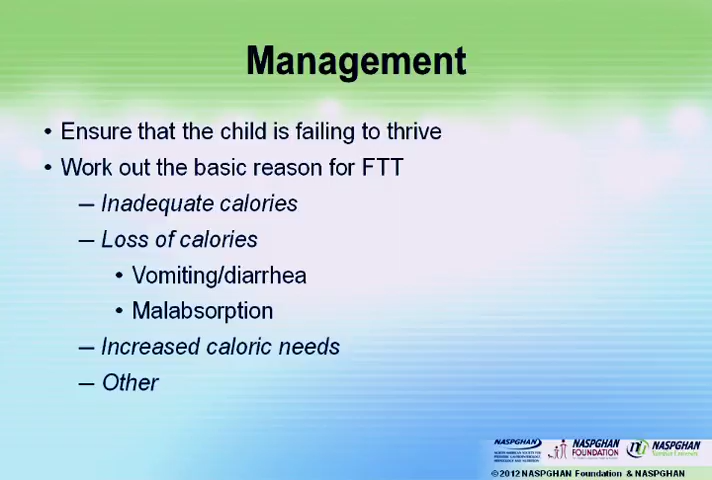 Management
• Ensure that the child is failing to thrive
• Work out the basic reason for FTT
– Inadequate calories
– Loss of calories
• Vomiting/diarrhea
• Malabsorption
– Increased caloric needs
– Other
NASPGHAN
NASPGHAN
FOUNDATION
NASPGHAN
©2012 NASPGHAN Foundation & NASPGHAN